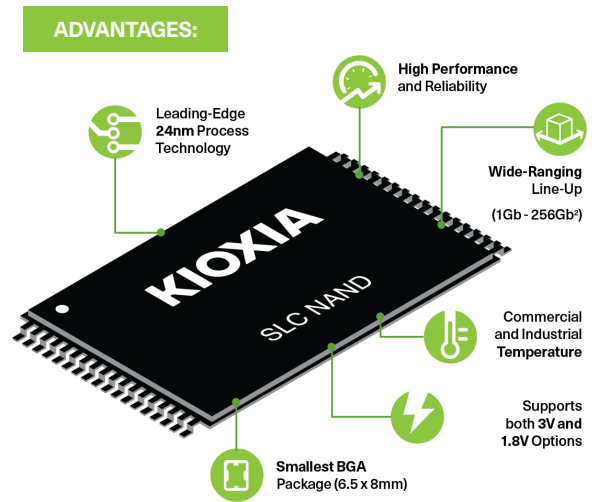 ADVANTAGES:
High Performance
and Reliability
Leading-Edge
24nm Process
Technology
Wide-Ranging
Line-Up
(1Gb - 256Gb²)
KIOXIA
SLC NAND
Commercial
and Industrial
Temperature
Supports
both 3V and
1.8V Options
Smallest BGA
Package (6.5 x 8mm)